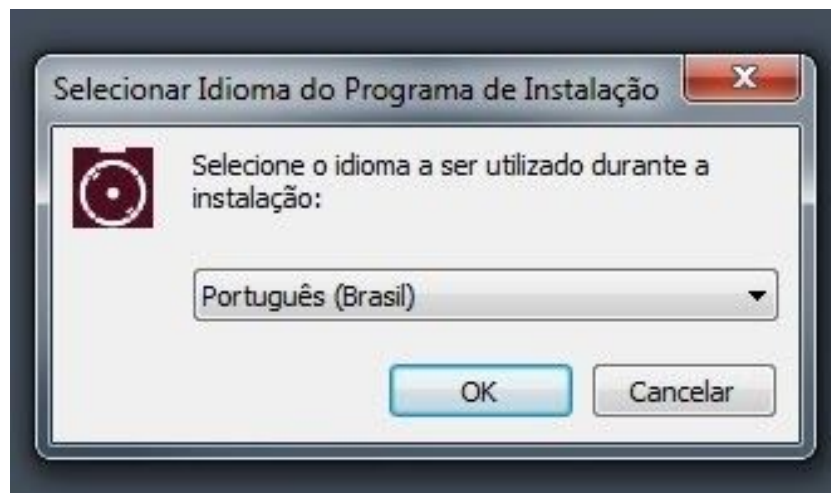 Selecionar Idioma do Programa de Instalação
Selecione o idioma a ser utilizado durante a
instalação:
Português (Brasil)
OK
Cancelar